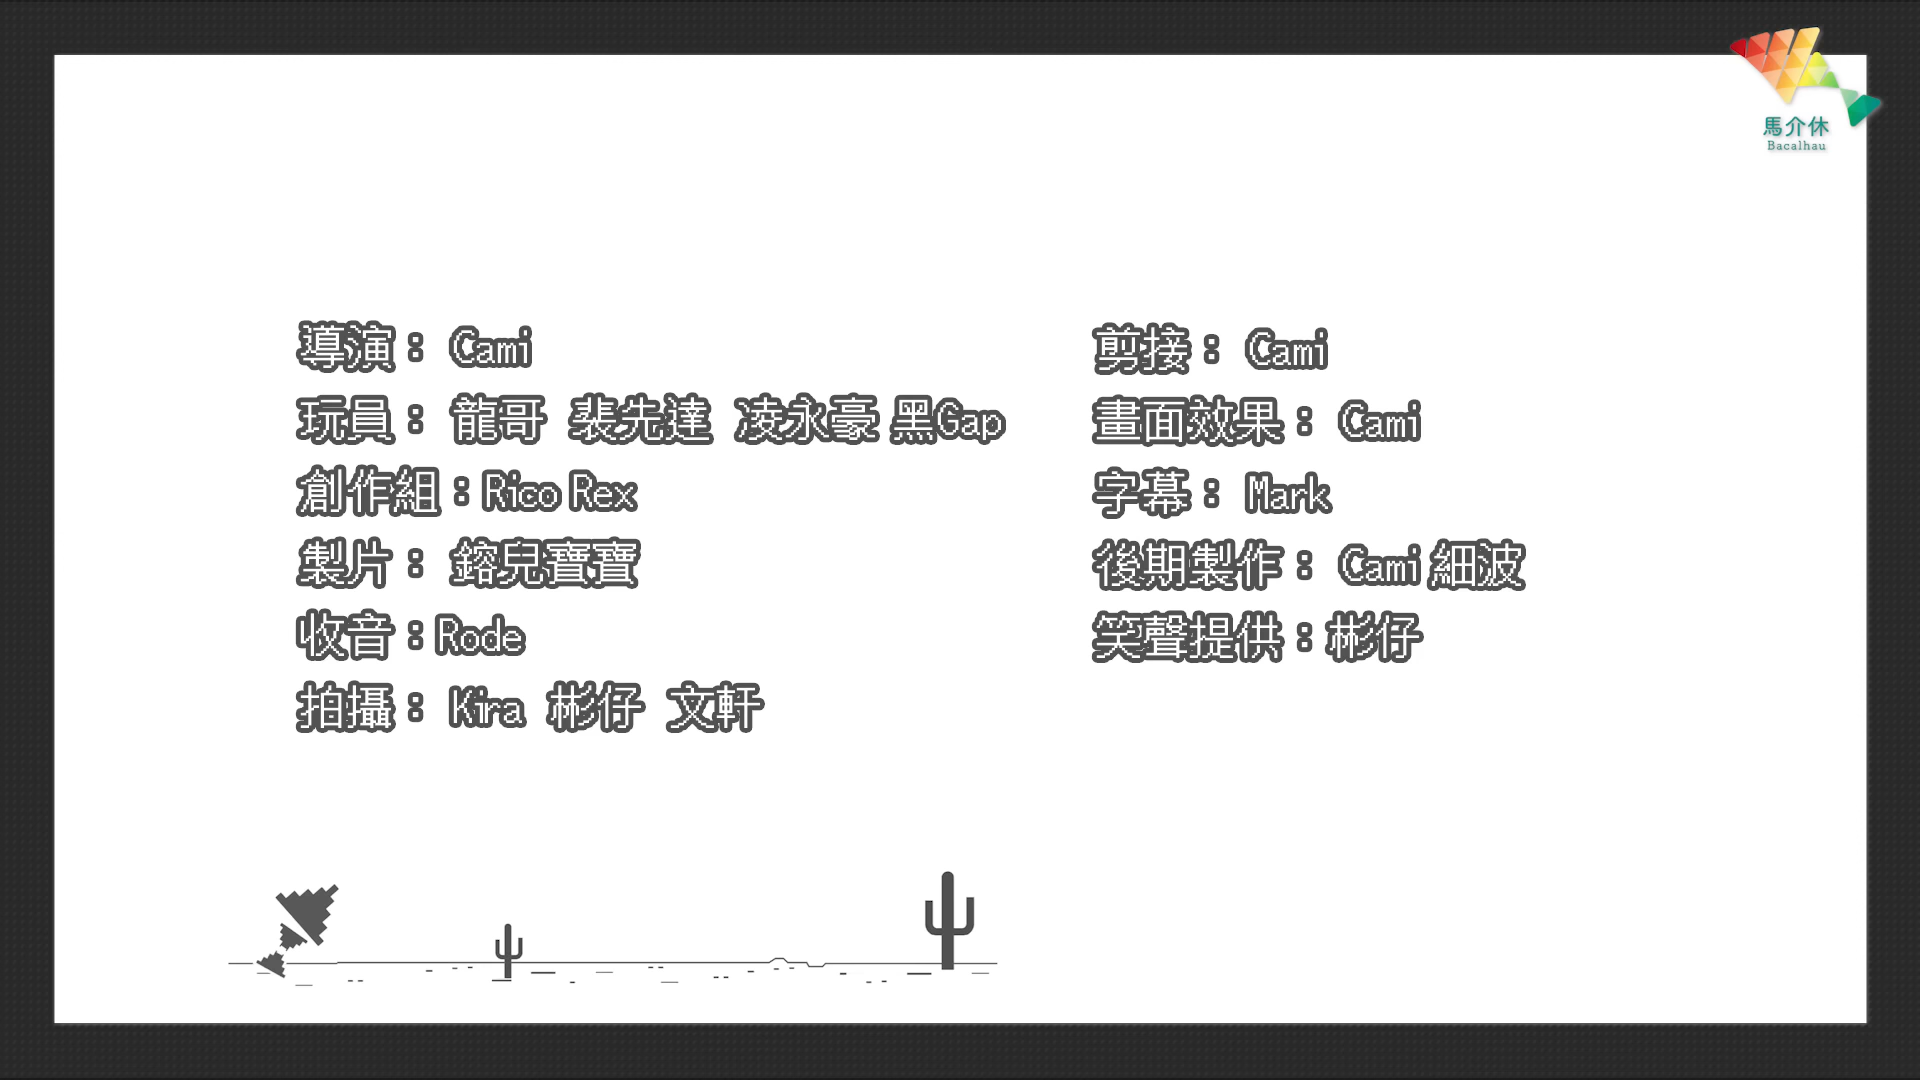 馬介休
Bacalhau
導演： Cami
玩員： 龍哥 裴先達 凌永豪 黑Gap
創作組：Rico Rex
製片： 鎔兒寶寶
收音：Rode
拍攝： Kira 彬仔 文軒
剪接： Cami
畫面效果： Cami
字幕： Mark
後期製作： Cami 細波
笑聲提供：彬仔